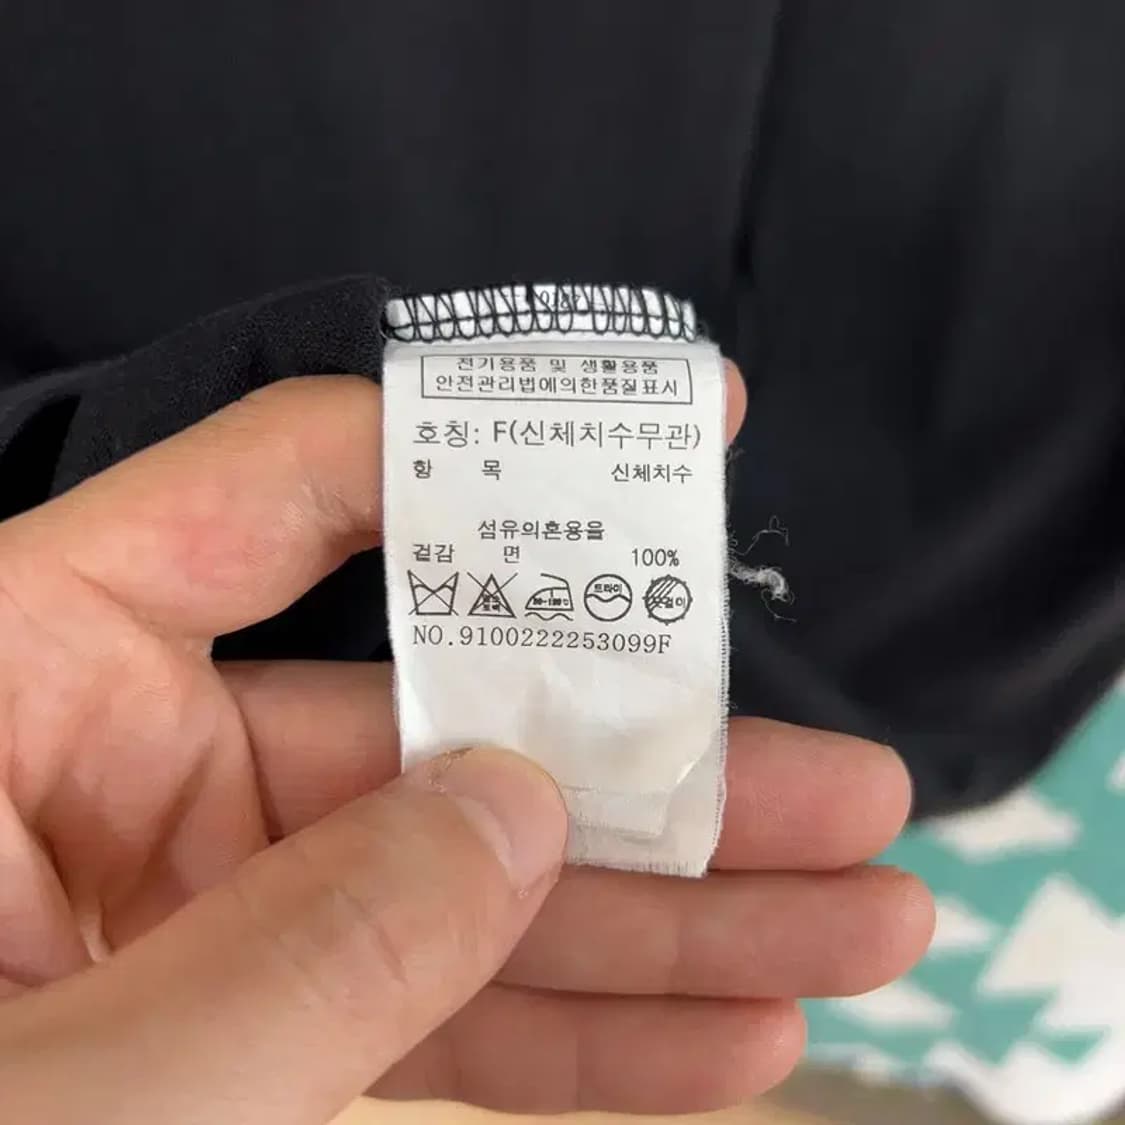 전기용품 및 생활용품
안전관리법에의한품질표시
호칭: F(신체치수무관)
항 목 신체치수
섬유의혼용율
겉감 면 100%
드라이
NO.9100222253099F